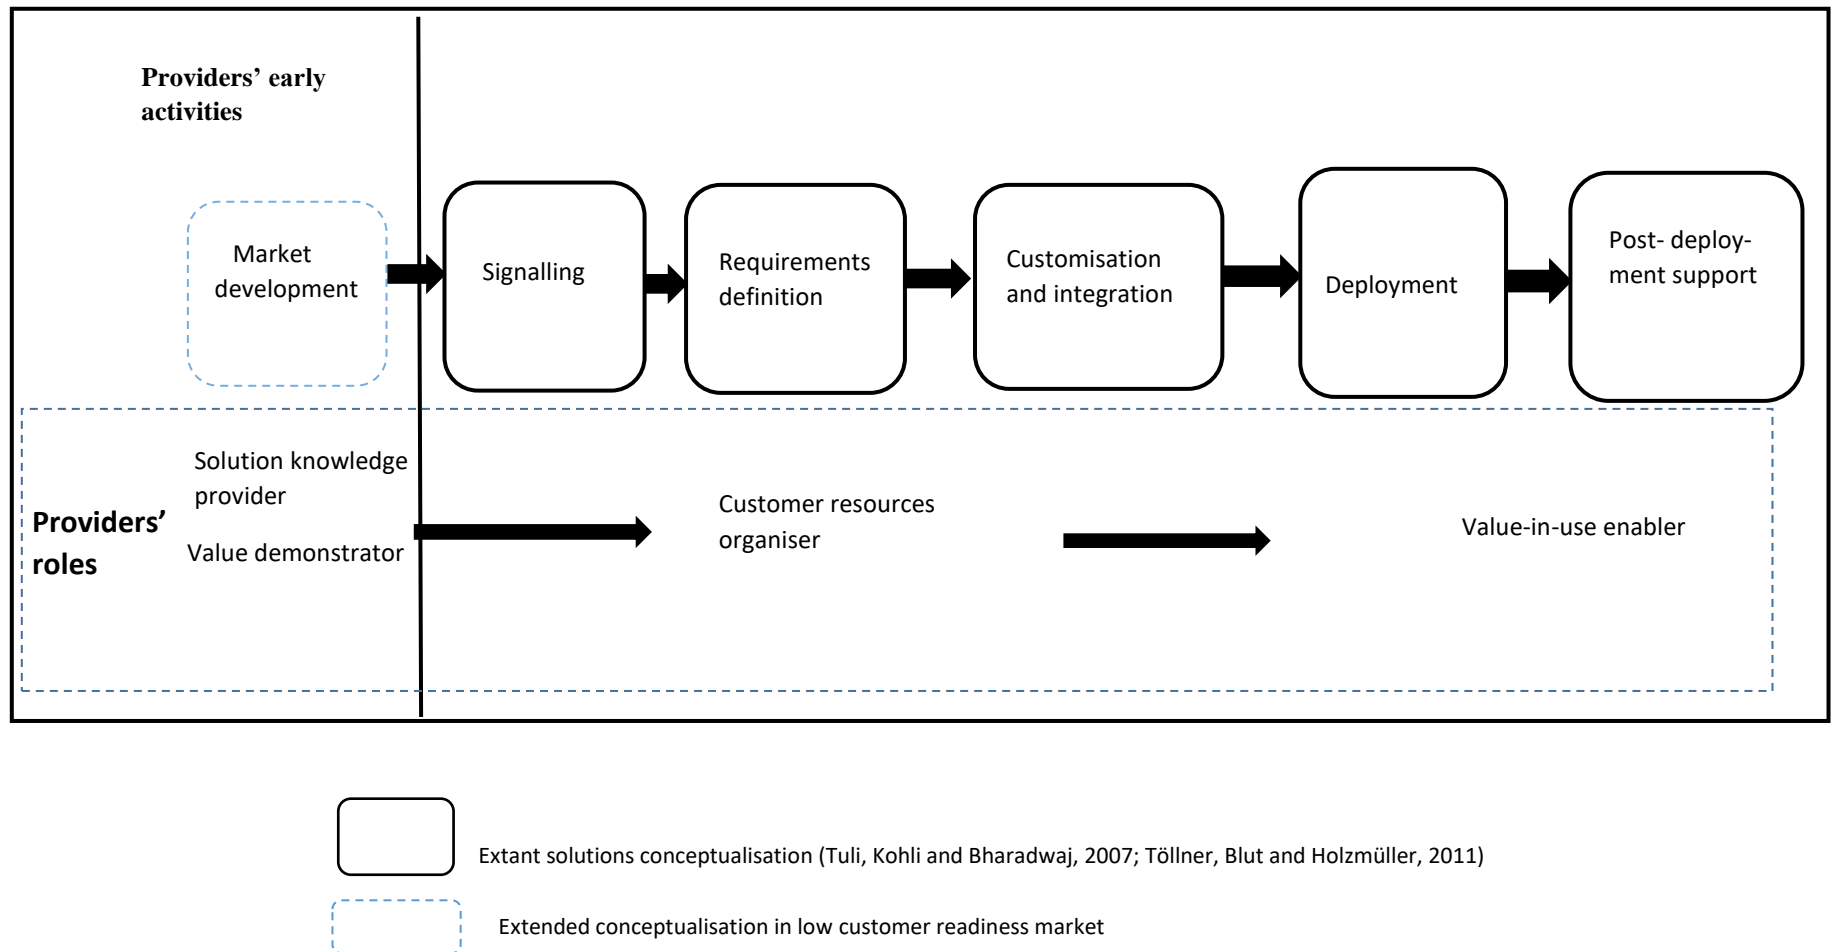 Providers’ early
activities
Market
development
Signalling
Requirements
definition
Customisation
and integration
Deployment
Post- deploy-
ment support
Providers’
roles
Solution knowledge
provider
Value demonstrator
Customer resources
organiser
Value-in-use enabler
Extant solutions conceptualisation (Tuli, Kohli and Bharadwaj, 2007; Töllner, Blut and Holzmüller, 2011)
Extended conceptualisation in low customer readiness market